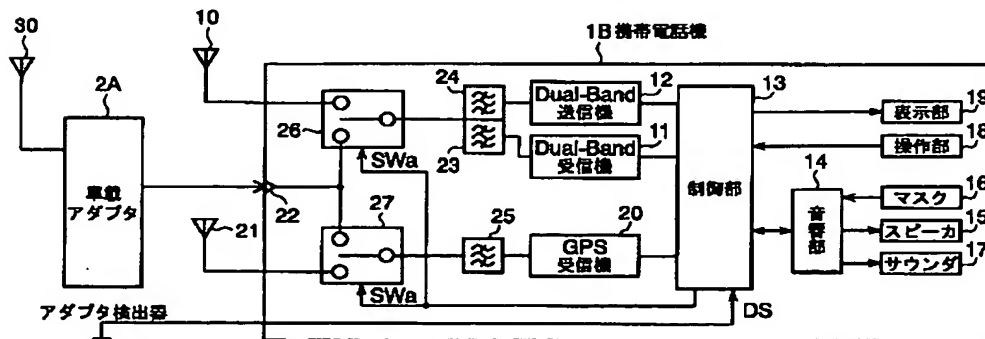 30
10
1B携帯電話機
2A
車載
アダプタ
26
SWa
24
23
Dual-Band
送信機
12
Dual-Band
受信機
11
13
制御部
表示部
19
操作部
18
14
音響部
マスク
16
スピーカ
15
サウンダ
17
22
21
27
SWa
25
GPS
受信機
20
DS
アダプタ検出器